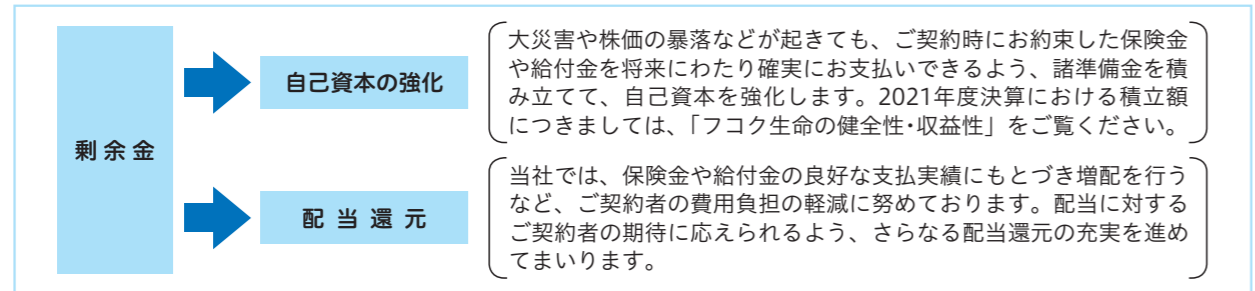 剰余金
自己資本の強化
大災害や株価の暴落などが起きても、ご契約時にお約束した保険金
や給付金を将来にわたり確実にお支払いできるよう、諸準備金を積
み立てて、自己資本を強化します。2021年度決算における積立額
につきましては、「フコク生命の健全性・収益性」をご覧ください。
配当還元
当社では、保険金や給付金の良好な支払実績にもとづき増配を行う
など、ご契約者の費用負担の軽減に努めております。配当に対する
ご契約者の期待に応えられるよう、さらなる配当還元の充実を進め
てまいります。